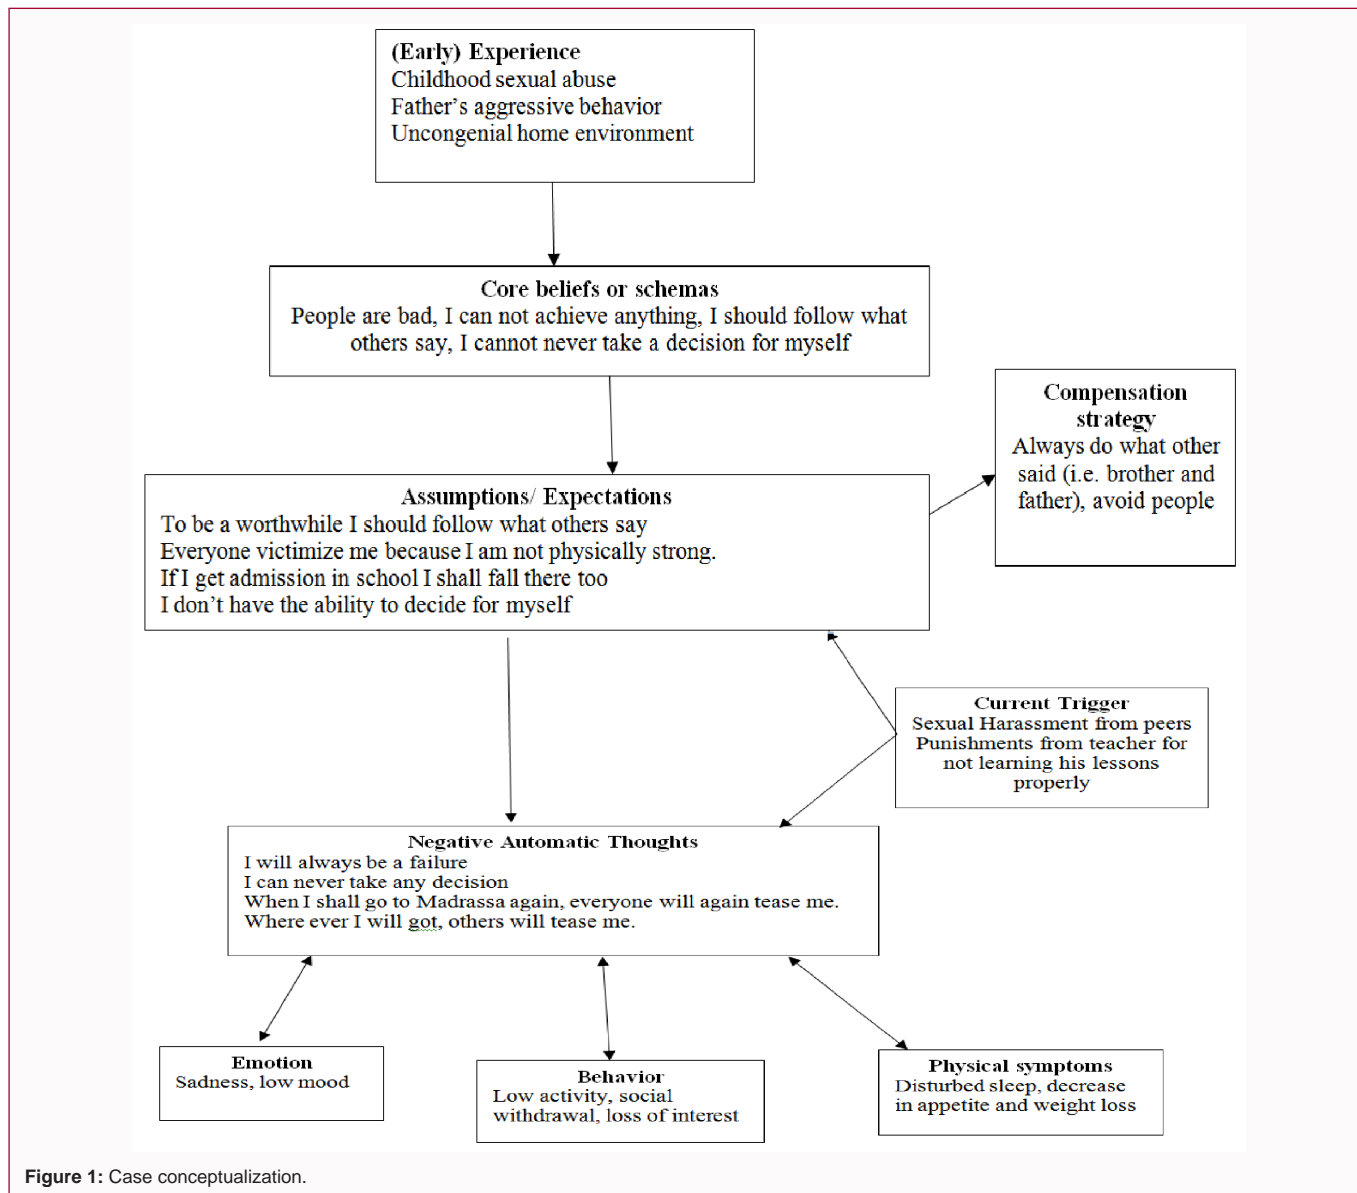 (Early) Experience
Childhood sexual abuse
Father's aggressive behavior
Uncongenial home environment
Core beliefs or schemas
People are bad, I can not achieve anything, I should follow what
others say, I cannot never take a decision for myself
Compensation
strategy
Always do what other
said (i.e. brother and
father), avoid people
Assumptions/ Expectations
To be a worthwhile I should follow what others say
Everyone victimize me because I am not physically strong.
If I get admission in school I shall fall there too
I don't have the ability to decide for myself
Current Trigger
Sexual Harassment from peers
Punishments from teacher for
not learning his lessons
properly
Negative Automatic Thoughts
I will always be a failure
I can never take any decision
When I shall go to Madrassa again, everyone will again tease me.
Where ever I will got, others will tease me.
Emotion
Sadness, low mood
Behavior
Low activity, social
withdrawal, loss of interest
Physical symptoms
Disturbed sleep, decrease
in appetite and weight loss
Figure 1: Case conceptualization.